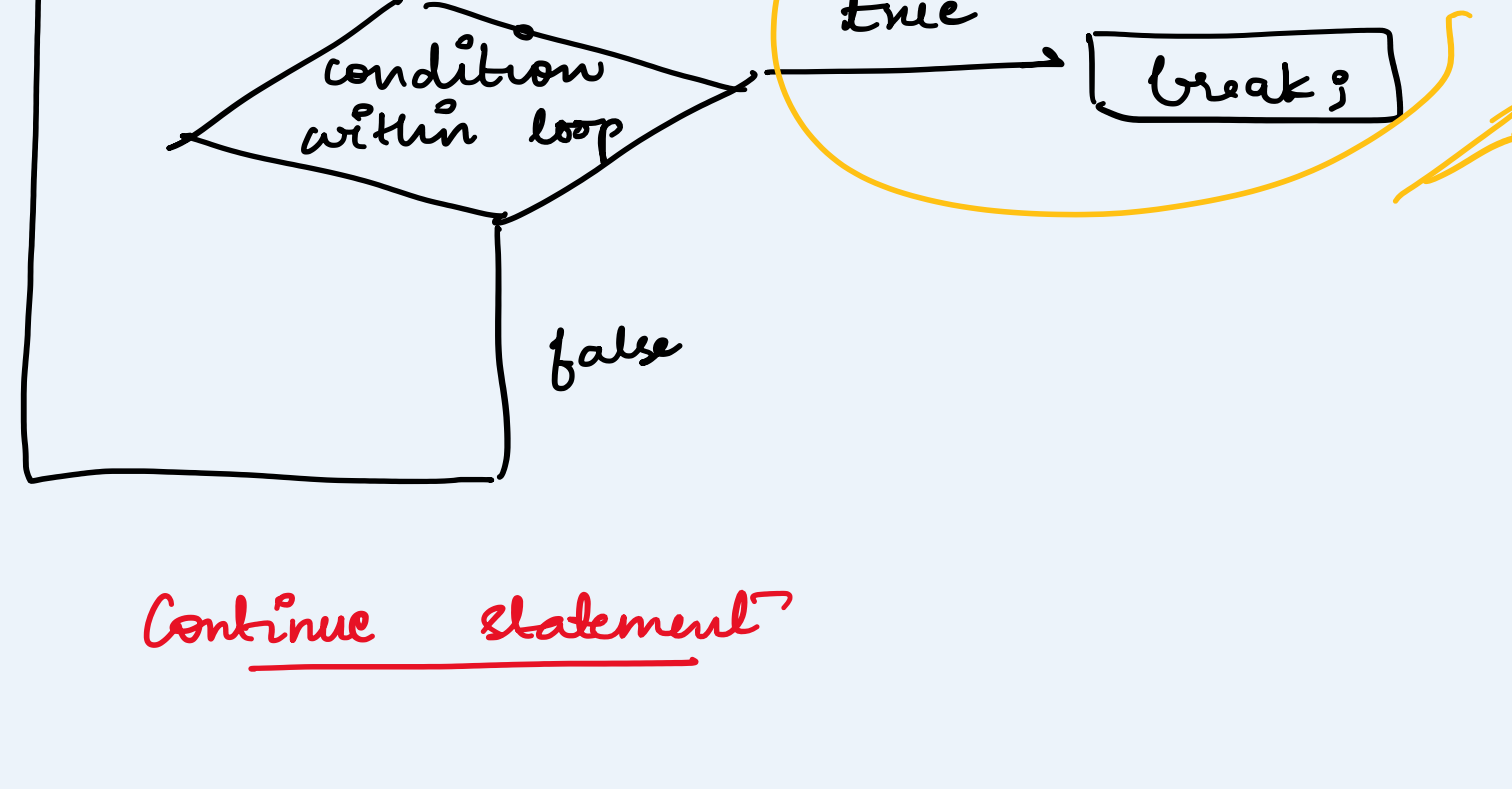 true
condition
within loop
break;
false
Continue statement